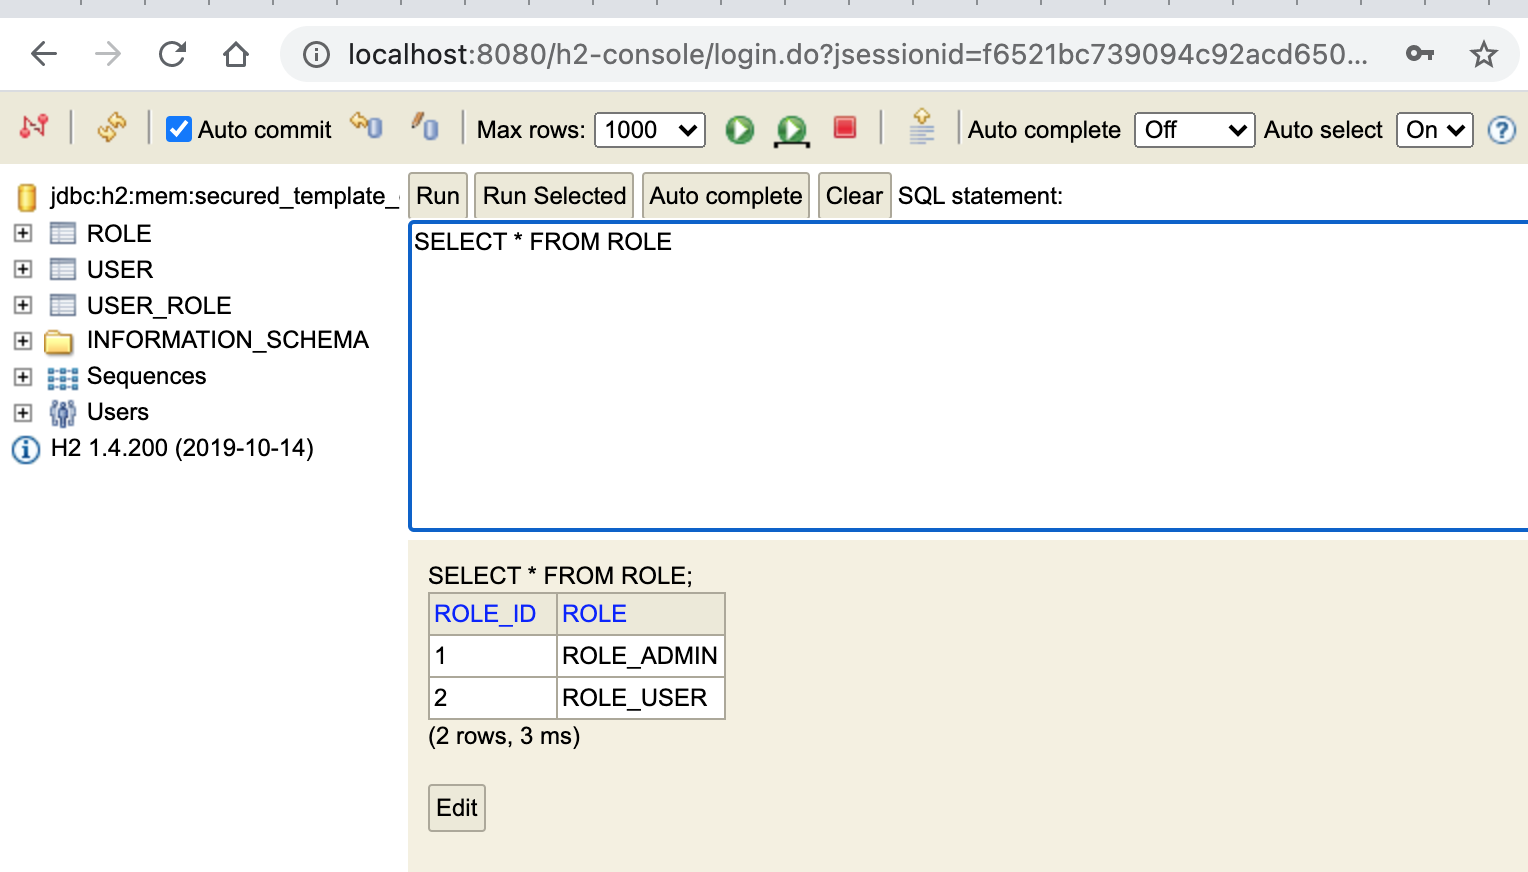 localhost:8080/h2-console/login.do?jsessionid=f6521bc739094c92acd650...
Auto commit Max rows: 1000 Auto complete Off Auto select On ?
jdbc:h2:mem:secured_template_
Run Run Selected Auto complete Clear SQL statement:
ROLE
USER
USER_ROLE
INFORMATION_SCHEMA
Sequences
Users
H2 1.4.200 (2019-10-14)
SELECT * FROM ROLE
SELECT * FROM ROLE;
ROLE_ID ROLE
1 ROLE_ADMIN
2 ROLE_USER
(2 rows, 3 ms)
Edit